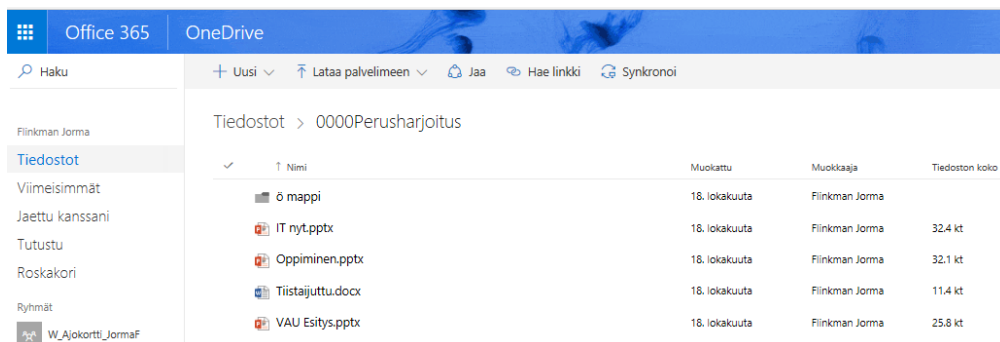 Office 365 OneDrive
Haku Uusi Lataa palvelimeen Jaa Hae linkki Synkronoi
Tiedostot > 0000Perusharjoitus
Flinkman Jorma
Tiedostot
Viimeisimmät
Jaettu kanssani
Tutustu
Roskakori
Ryhmät
W_Ajokortti_JormaF
Nimi Muokattu Muokkaaja Tiedoston koko
ö mappi 18. lokakuuta Flinkman Jorma
IT nyt.pptx 18. lokakuuta Flinkman Jorma 32.4 kt
Oppiminen.pptx 18. lokakuuta Flinkman Jorma 32.1 kt
Tiistaijuttu.docx 18. lokakuuta Flinkman Jorma 11.4 kt
VAU Esitys.pptx 18. lokakuuta Flinkman Jorma 25.8 kt